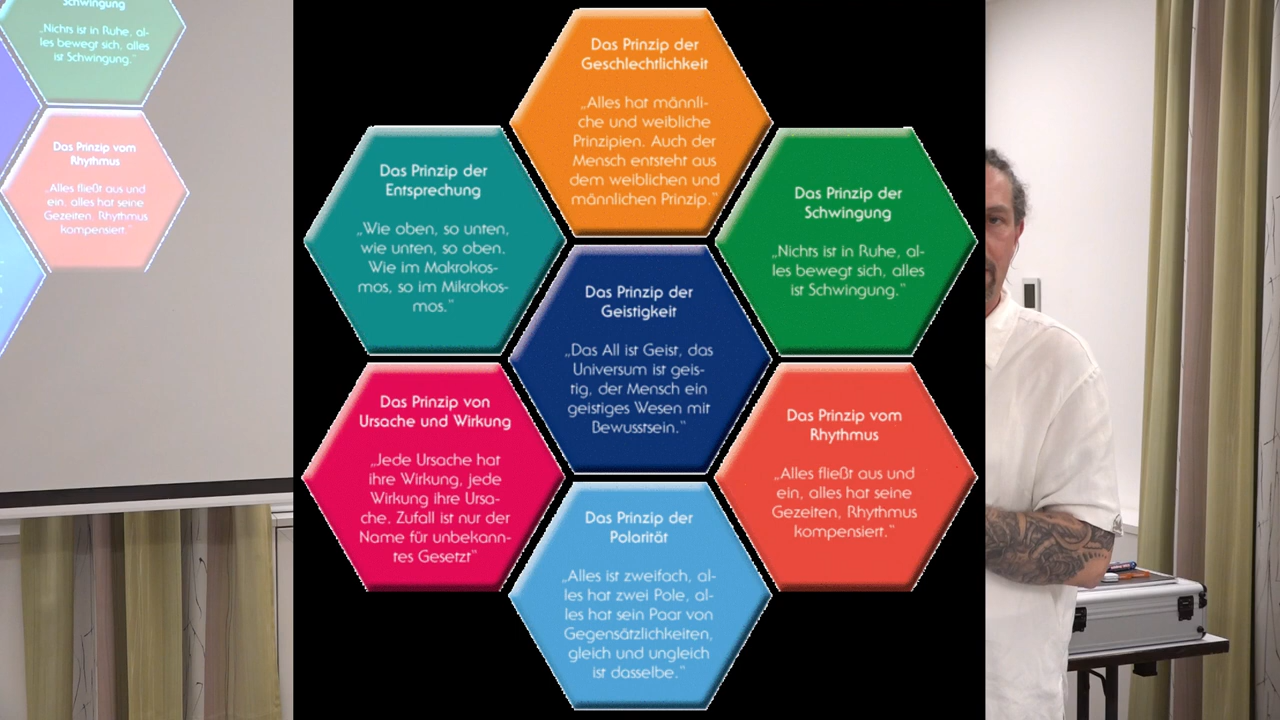 Schwingung
„Nichts ist in Ruhe, al-
les bewegt sich, alles
ist Schwingung.“
Das Prinzip vom
Rhythmus
„Alles fließt aus und
ein, alles hat seine
Gezeiten, Rhythmus
kompensiert.“
Das Prinzip der
Geschlechtlichkeit
„Alles hat männli-
che und weibliche
Prinzipien. Auch der
Mensch entsteht aus
dem weiblichen und
männlichen Prinzip.“
Das Prinzip der
Entsprechung
„Wie oben, so unten,
wie unten, so oben.
Wie im Makrokos-
mos, so im Mikrokos-
mos.“
Das Prinzip der
Schwingung
„Nichts ist in Ruhe, al-
les bewegt sich, alles
ist Schwingung.“
Das Prinzip der
Geistigkeit
„Das All ist Geist, das
Universum ist geis-
tig, der Mensch ein
geistiges Wesen mit
Bewusstsein.“
Das Prinzip von
Ursache und Wirkung
„Jede Ursache hat
ihre Wirkung, jede
Wirkung ihre Ursa-
che. Zufall ist nur der
Name für unbekann-
tes Gesetzt“
Das Prinzip vom
Rhythmus
„Alles fließt aus und
ein, alles hat seine
Gezeiten, Rhythmus
kompensiert.“
Das Prinzip der
Polarität
„Alles ist zweifach, al-
les hat zwei Pole, al-
les hat sein Paar von
Gegensätzlichkeiten,
gleich und ungleich
ist dasselbe.“